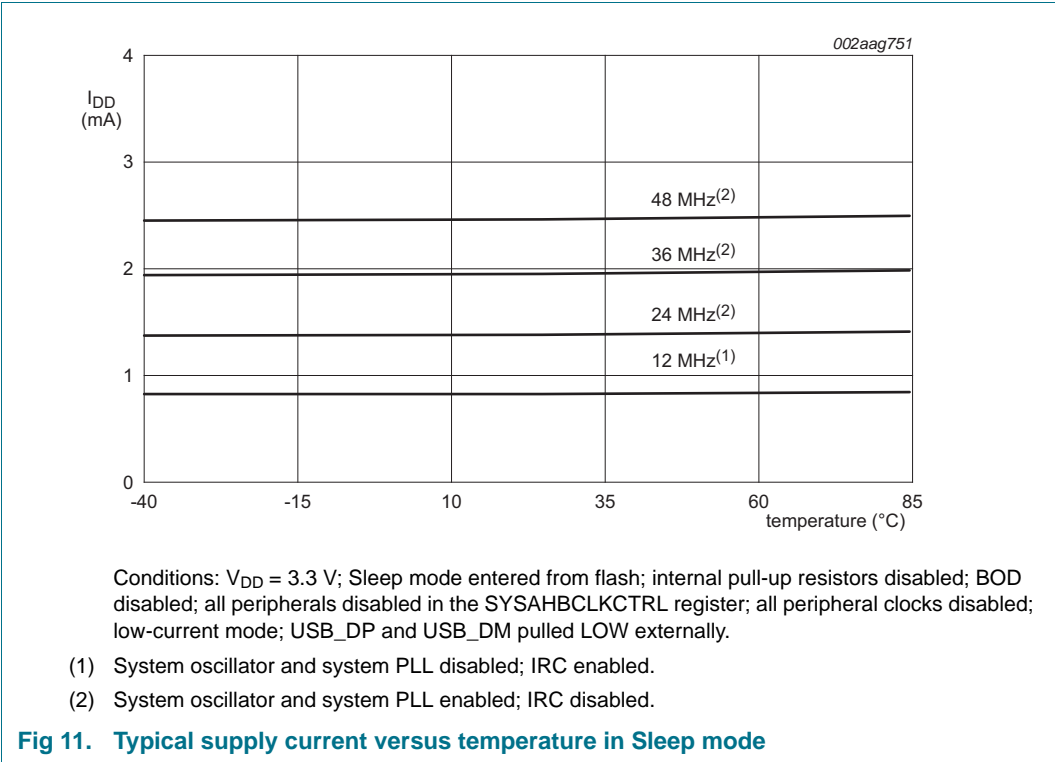 002aag751
4
I_DD
(mA)
3
48 MHz(2)
36 MHz(2)
2
24 MHz(2)
12 MHz(1)
1
0
-40 -15 10 35 60 85
temperature (°C)
Conditions: V_DD = 3.3 V; Sleep mode entered from flash; internal pull-up resistors disabled; BOD
disabled; all peripherals disabled in the SYSAHBCLKCTRL register; all peripheral clocks disabled;
low-current mode; USB_DP and USB_DM pulled LOW externally.
(1) System oscillator and system PLL disabled; IRC enabled.
(2) System oscillator and system PLL enabled; IRC disabled.
Fig 11. Typical supply current versus temperature in Sleep mode